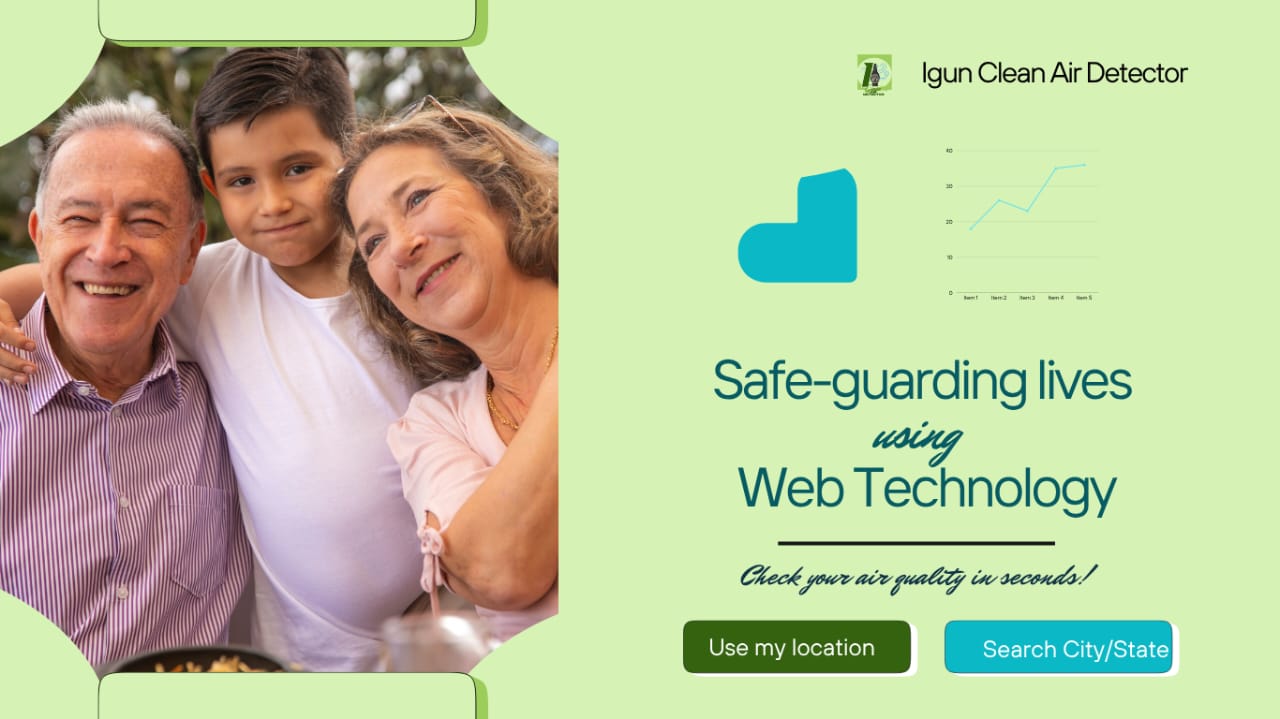 Igun Clean Air Detector
40
30
20
10
0
Item 1 Item 2 Item 3 Item 4 Item 5
Safe-guarding lives
using
Web Technology
Check your air quality in seconds!
Use my location
Search City/State